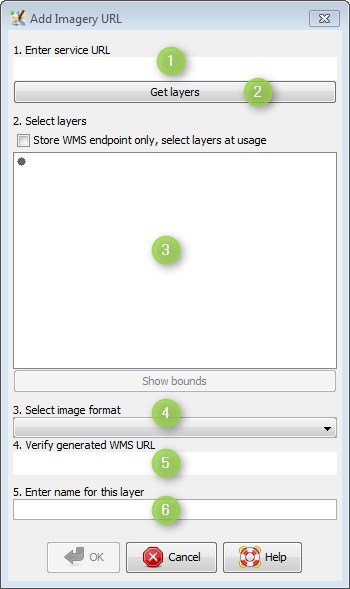 Add Imagery URL
1. Enter service URL
1
Get layers 2
2. Select layers
Store WMS endpoint only, select layers at usage
3
Show bounds
3. Select image format 4
4. Verify generated WMS URL
5
5. Enter name for this layer
6
OK Cancel Help